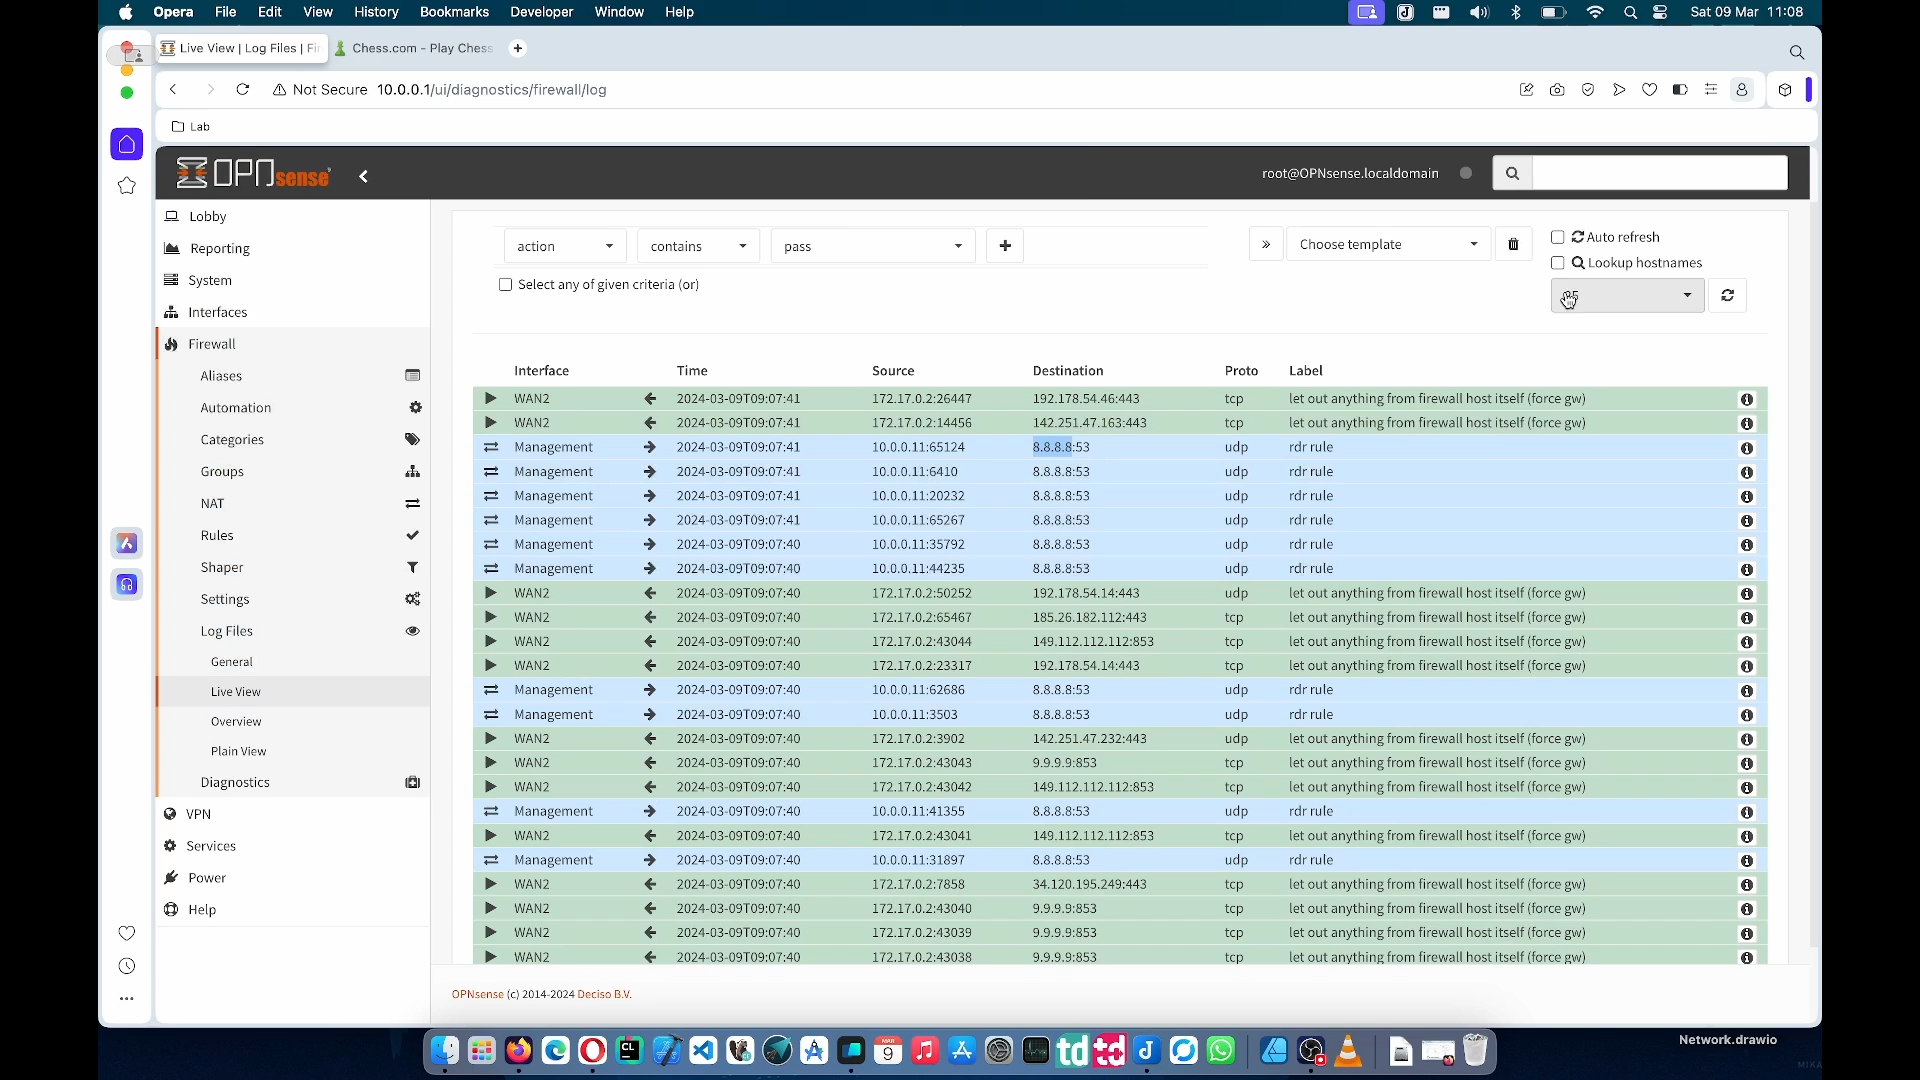 Opera File Edit View History Bookmarks Developer Window Help Sat 09 Mar 11:08
Live View | Log Files | Fi Chess.com - Play Chess
Not Secure 10.0.0.1/ui/diagnostics/firewall/log
Lab
OPNsense root@OPNsense.localdomain
Lobby
Reporting
System
Interfaces
Firewall
Aliases
Automation
Categories
Groups
NAT
Rules
Shaper
Settings
Log Files
General
Live View
Overview
Plain View
Diagnostics
VPN
Services
Power
Help
action contains pass Choose template Auto refresh
Lookup hostnames
Select any of given criteria (or)
Interface Time Source Destination Proto Label
WAN2 2024-03-09T09:07:41 172.17.0.2:26447 192.178.54.46:443 tcp let out anything from firewall host itself (force gw)
WAN2 2024-03-09T09:07:41 172.17.0.2:14456 142.251.47.163:443 tcp let out anything from firewall host itself (force gw)
Management 2024-03-09T09:07:41 10.0.0.11:65124 8.8.8.8:53 udp rdr rule
Management 2024-03-09T09:07:41 10.0.0.11:6410 8.8.8.8:53 udp rdr rule
Management 2024-03-09T09:07:41 10.0.0.11:20232 8.8.8.8:53 udp rdr rule
Management 2024-03-09T09:07:41 10.0.0.11:65267 8.8.8.8:53 udp rdr rule
Management 2024-03-09T09:07:40 10.0.0.11:35792 8.8.8.8:53 udp rdr rule
Management 2024-03-09T09:07:40 10.0.0.11:44235 8.8.8.8:53 udp rdr rule
WAN2 2024-03-09T09:07:40 172.17.0.2:50252 192.178.54.14:443 udp let out anything from firewall host itself (force gw)
WAN2 2024-03-09T09:07:40 172.17.0.2:65467 185.26.182.112:443 tcp let out anything from firewall host itself (force gw)
WAN2 2024-03-09T09:07:40 172.17.0.2:43044 149.112.112.112:853 tcp let out anything from firewall host itself (force gw)
WAN2 2024-03-09T09:07:40 172.17.0.2:23317 192.178.54.14:443 tcp let out anything from firewall host itself (force gw)
Management 2024-03-09T09:07:40 10.0.0.11:62686 8.8.8.8:53 udp rdr rule
Management 2024-03-09T09:07:40 10.0.0.11:3503 8.8.8.8:53 udp rdr rule
WAN2 2024-03-09T09:07:40 172.17.0.2:3902 142.251.47.232:443 udp let out anything from firewall host itself (force gw)
WAN2 2024-03-09T09:07:40 172.17.0.2:43043 9.9.9.9:853 tcp let out anything from firewall host itself (force gw)
WAN2 2024-03-09T09:07:40 172.17.0.2:43042 149.112.112.112:853 tcp let out anything from firewall host itself (force gw)
Management 2024-03-09T09:07:40 10.0.0.11:41355 8.8.8.8:53 udp rdr rule
WAN2 2024-03-09T09:07:40 172.17.0.2:43041 149.112.112.112:853 tcp let out anything from firewall host itself (force gw)
Management 2024-03-09T09:07:40 10.0.0.11:31897 8.8.8.8:53 udp rdr rule
WAN2 2024-03-09T09:07:40 172.17.0.2:7858 34.120.195.249:443 tcp let out anything from firewall host itself (force gw)
WAN2 2024-03-09T09:07:40 172.17.0.2:43040 9.9.9.9:853 tcp let out anything from firewall host itself (force gw)
WAN2 2024-03-09T09:07:40 172.17.0.2:43039 9.9.9.9:853 tcp let out anything from firewall host itself (force gw)
WAN2 2024-03-09T09:07:40 172.17.0.2:43038 9.9.9.9:853 tcp let out anything from firewall host itself (force gw)
OPNsense (c) 2014-2024 Deciso B.V.
CL MAR 9 td td
Network.drawio